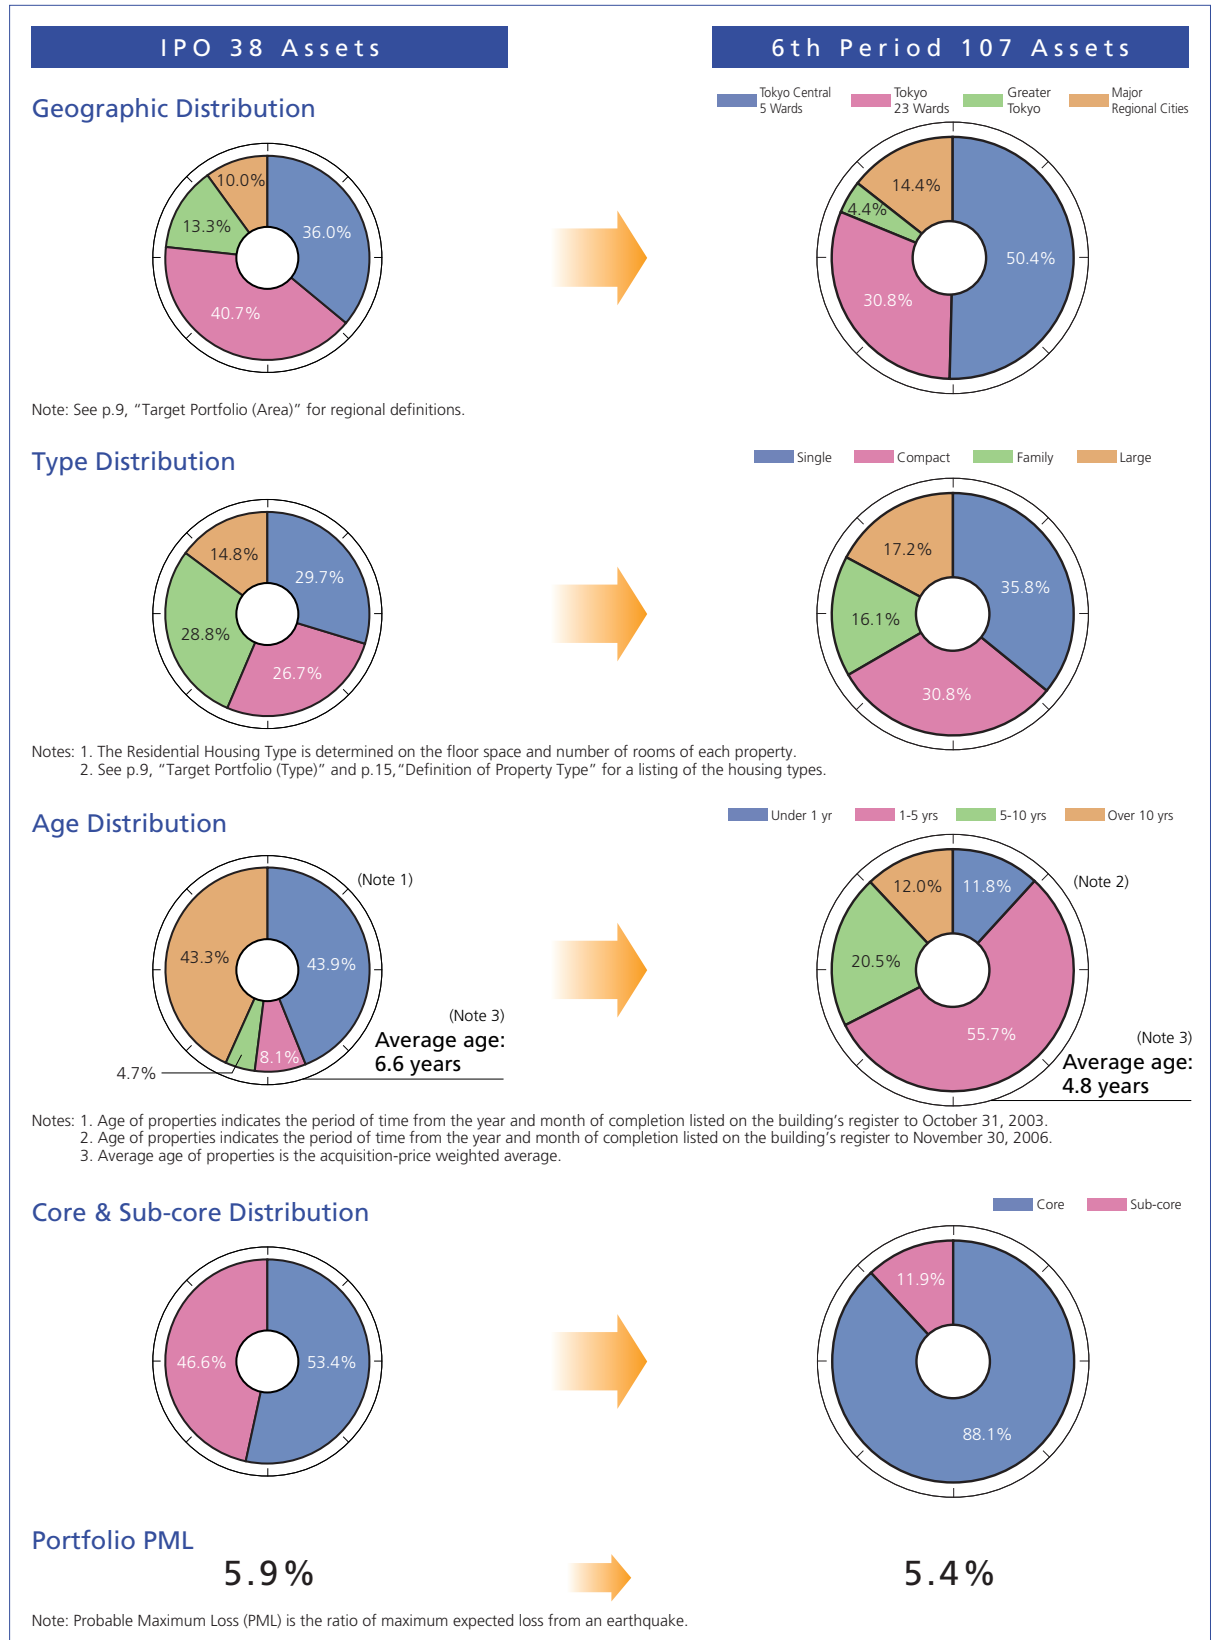 IPO 38 Assets
6th Period 107 Assets
Geographic Distribution
Tokyo Central
5 Wards
Tokyo
23 Wards
Greater
Tokyo
Major
Regional Cities
10.0%
13.3%
36.0%
40.7%
14.4%
4.4%
50.4%
30.8%
Note: See p.9, “Target Portfolio (Area)” for regional definitions.
Type Distribution
Single
Compact
Family
Large
14.8%
29.7%
28.8%
26.7%
17.2%
35.8%
16.1%
30.8%
Notes: 1. The Residential Housing Type is determined on the floor space and number of rooms of each property.
2. See p.9, “Target Portfolio (Type)” and p.15,“Definition of Property Type” for a listing of the housing types.
Age Distribution
Under 1 yr
1-5 yrs
5-10 yrs
Over 10 yrs
(Note 1)
43.3%
43.9%
8.1%
4.7%
(Note 3)
Average age:
6.6 years
(Note 2)
12.0%
11.8%
20.5%
55.7%
(Note 3)
Average age:
4.8 years
Notes: 1. Age of properties indicates the period of time from the year and month of completion listed on the building’s register to October 31, 2003.
2. Age of properties indicates the period of time from the year and month of completion listed on the building’s register to November 30, 2006.
3. Average age of properties is the acquisition-price weighted average.
Core & Sub-core Distribution
Core
Sub-core
46.6%
53.4%
11.9%
88.1%
Portfolio PML
5.9%
5.4%
Note: Probable Maximum Loss (PML) is the ratio of maximum expected loss from an earthquake.